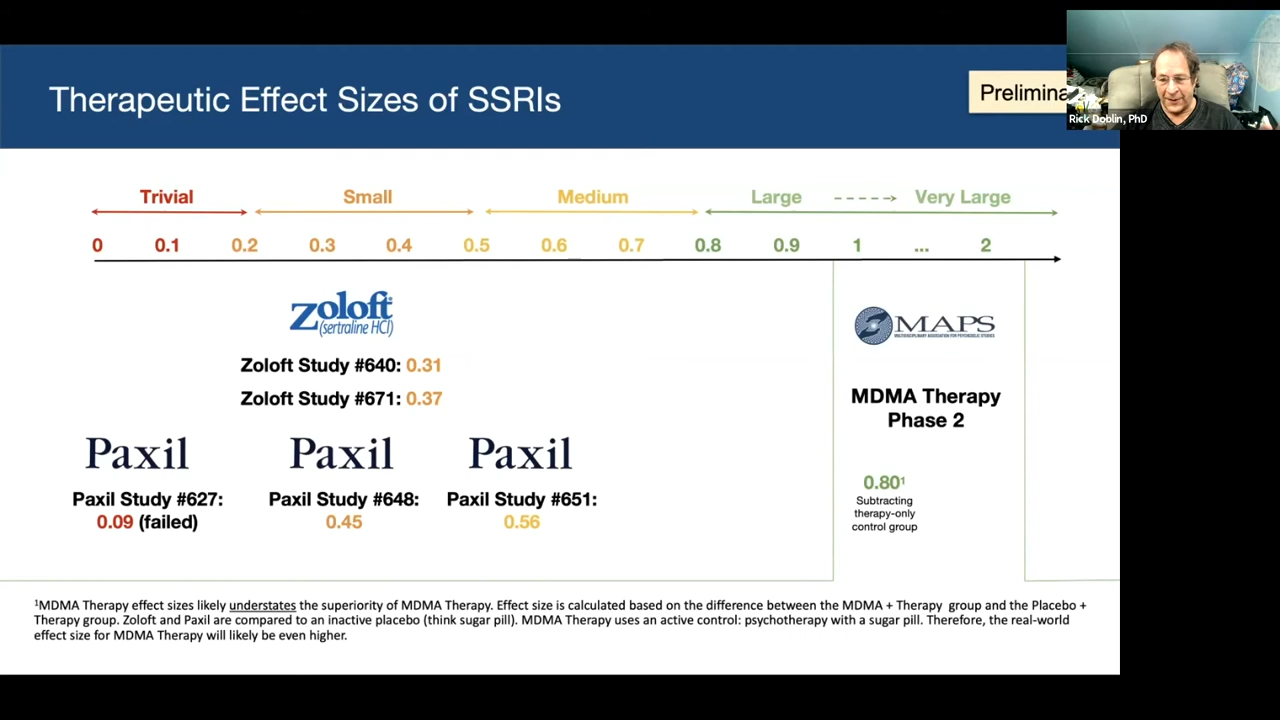 Therapeutic Effect Sizes of SSRIs
Rick Doblin, PhD
Trivial Small Medium Large Very Large
0 0.1 0.2 0.3 0.4 0.5 0.6 0.7 0.8 0.9 1 ... 2
Zoloft®
(sertraline HCl)
Zoloft Study #640: 0.31
Zoloft Study #671: 0.37
Paxil Paxil Paxil
Paxil Study #627: Paxil Study #648: Paxil Study #651:
0.09 (failed) 0.45 0.56
MAPS
MULTIDISCIPLINARY ASSOCIATION FOR PSYCHEDELIC STUDIES
MDMA Therapy
Phase 2
0.80¹
Subtracting
therapy-only
control group
¹MDMA Therapy effect sizes likely understates the superiority of MDMA Therapy. Effect size is calculated based on the difference between the MDMA + Therapy group and the Placebo +
Therapy group. Zoloft and Paxil are compared to an inactive placebo (think sugar pill). MDMA Therapy uses an active control: psychotherapy with a sugar pill. Therefore, the real-world
effect size for MDMA Therapy will likely be even higher.